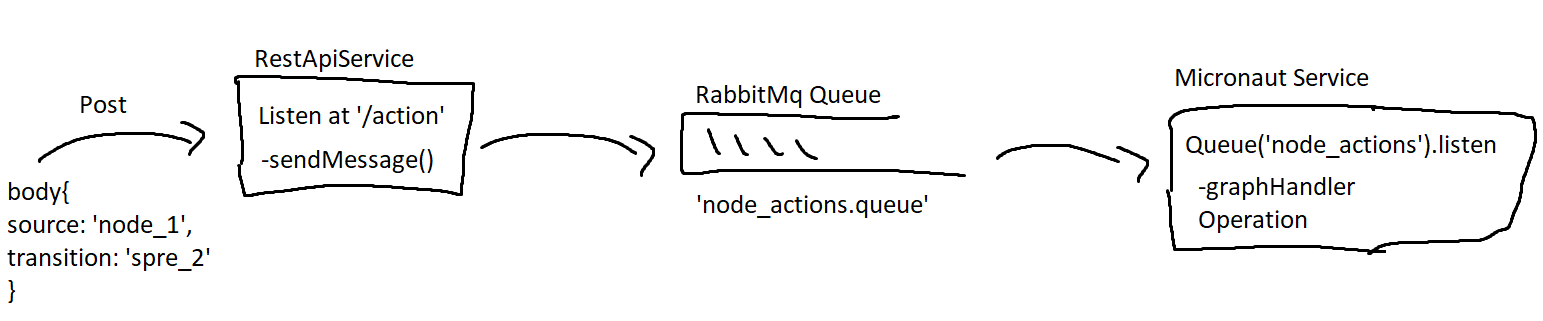 Post
body{
source: 'node_1',
transition: 'spre_2'
}
RestApiService
Listen at '/action'
-sendMessage()
RabbitMq Queue
'node_actions.queue'
Micronaut Service
Queue('node_actions').listen
-graphHandler
Operation